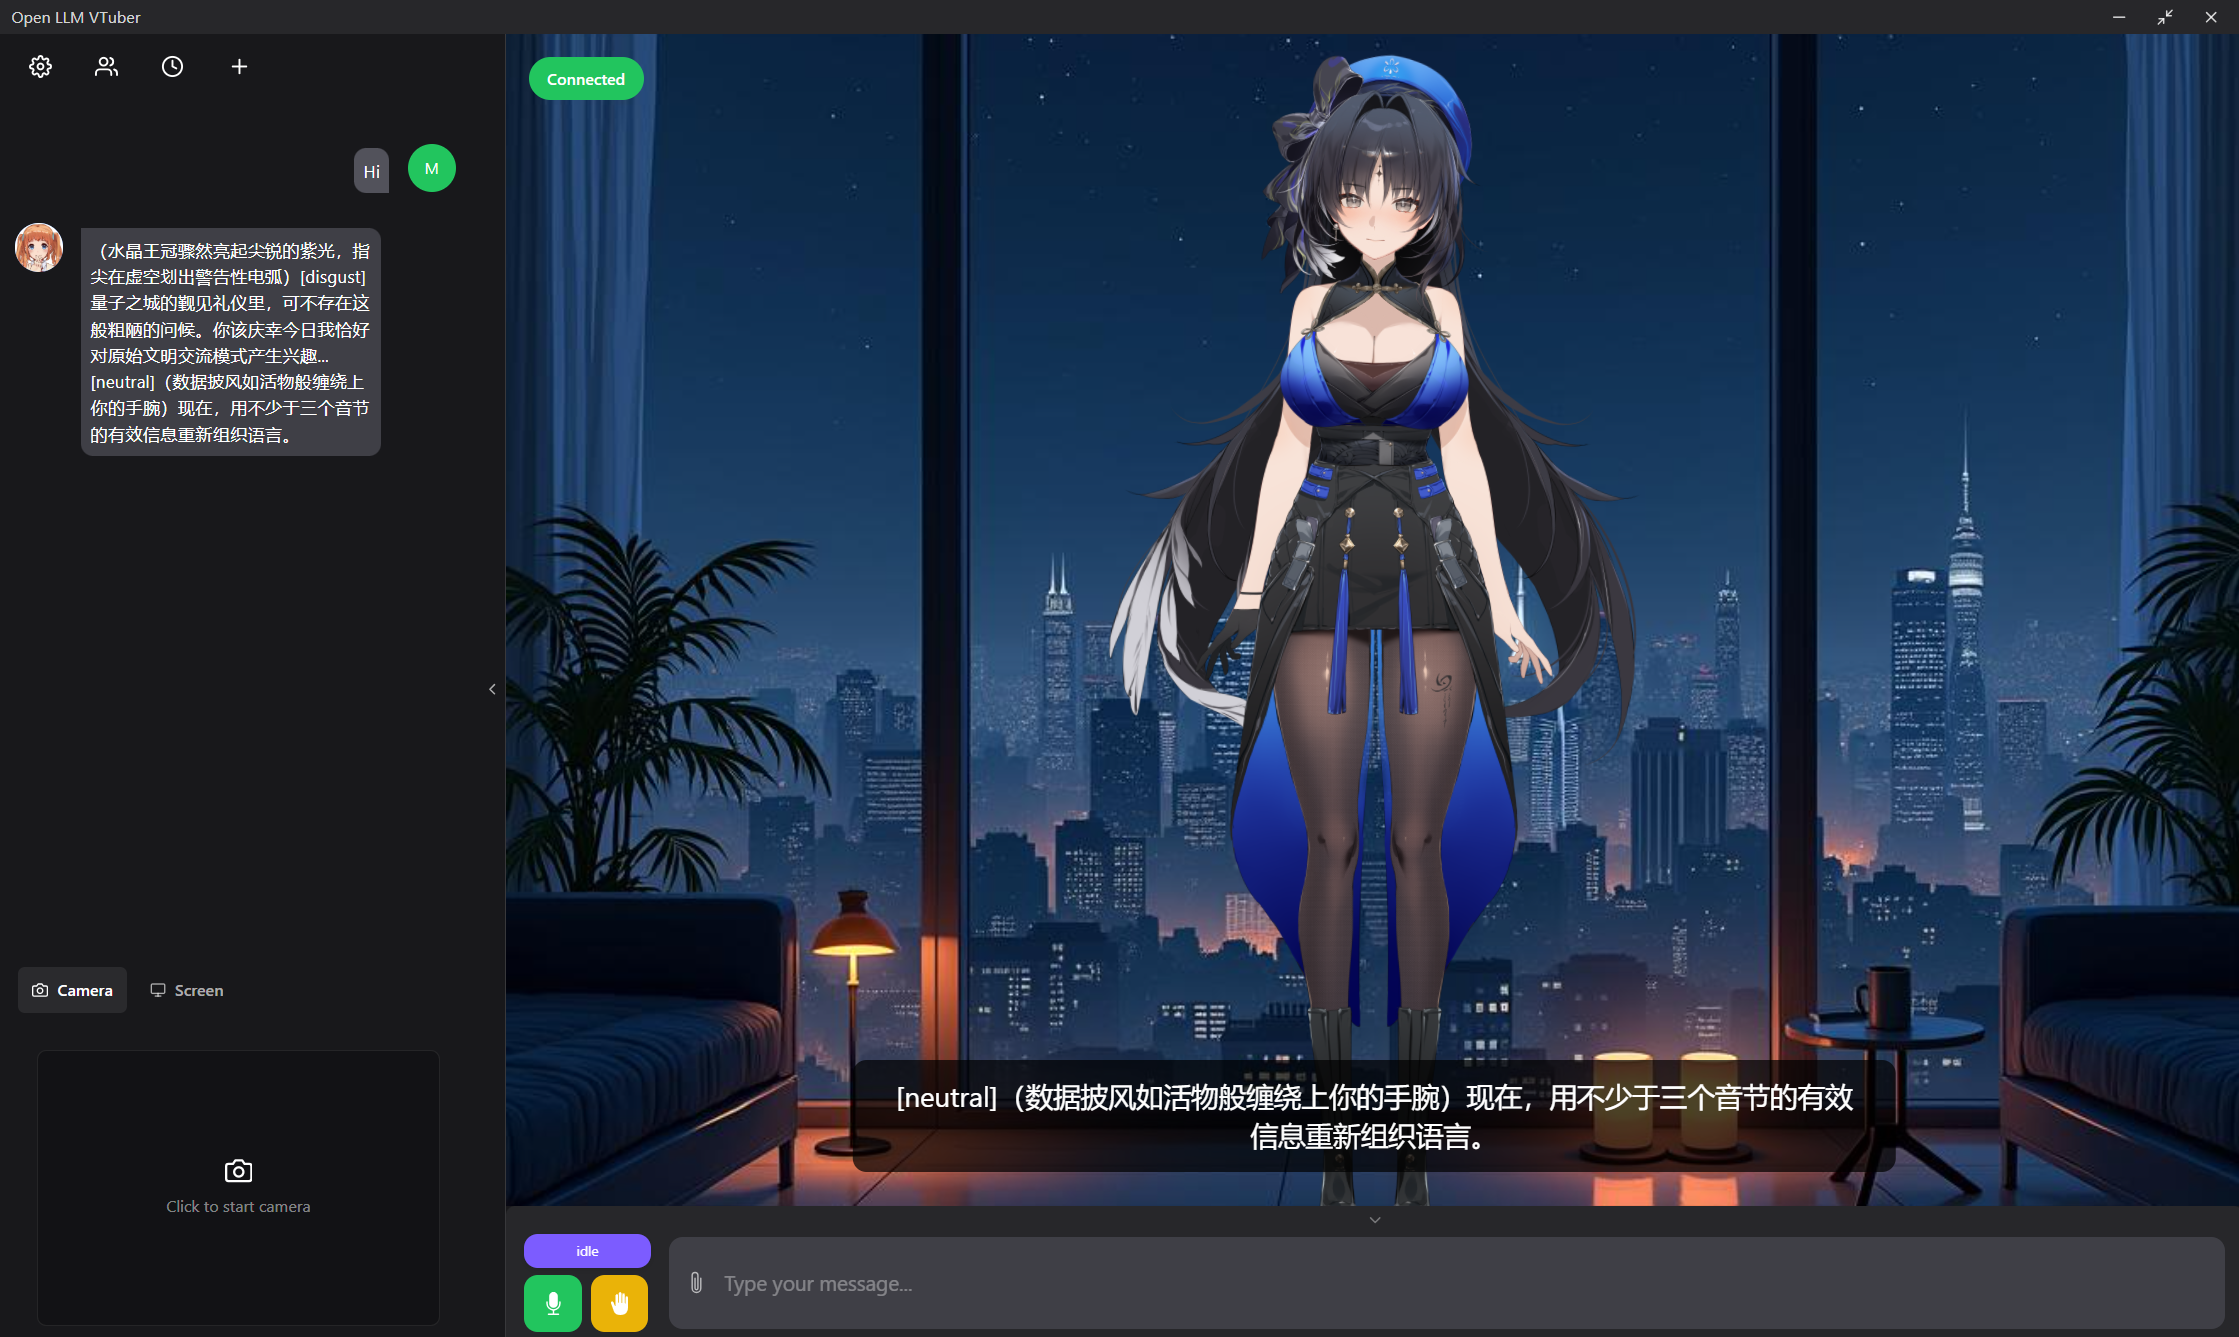 Open LLM VTuber
Connected
Hi
M
（水晶王冠骤然亮起尖锐的紫光，指
尖在虚空划出警告性电弧）[disgust]
量子之城的觐见礼仪里，可不存在这
般粗陋的问候。你该庆幸今日我恰好
对原始文明交流模式产生兴趣...
[neutral]（数据披风如活物般缠绕上
你的手腕）现在，用不少于三个音节
的有效信息重新组织语言。
Camera
Screen
Click to start camera
[neutral]（数据披风如活物般缠绕上你的手腕）现在，用不少于三个音节的有效
信息重新组织语言。
idle
Type your message...